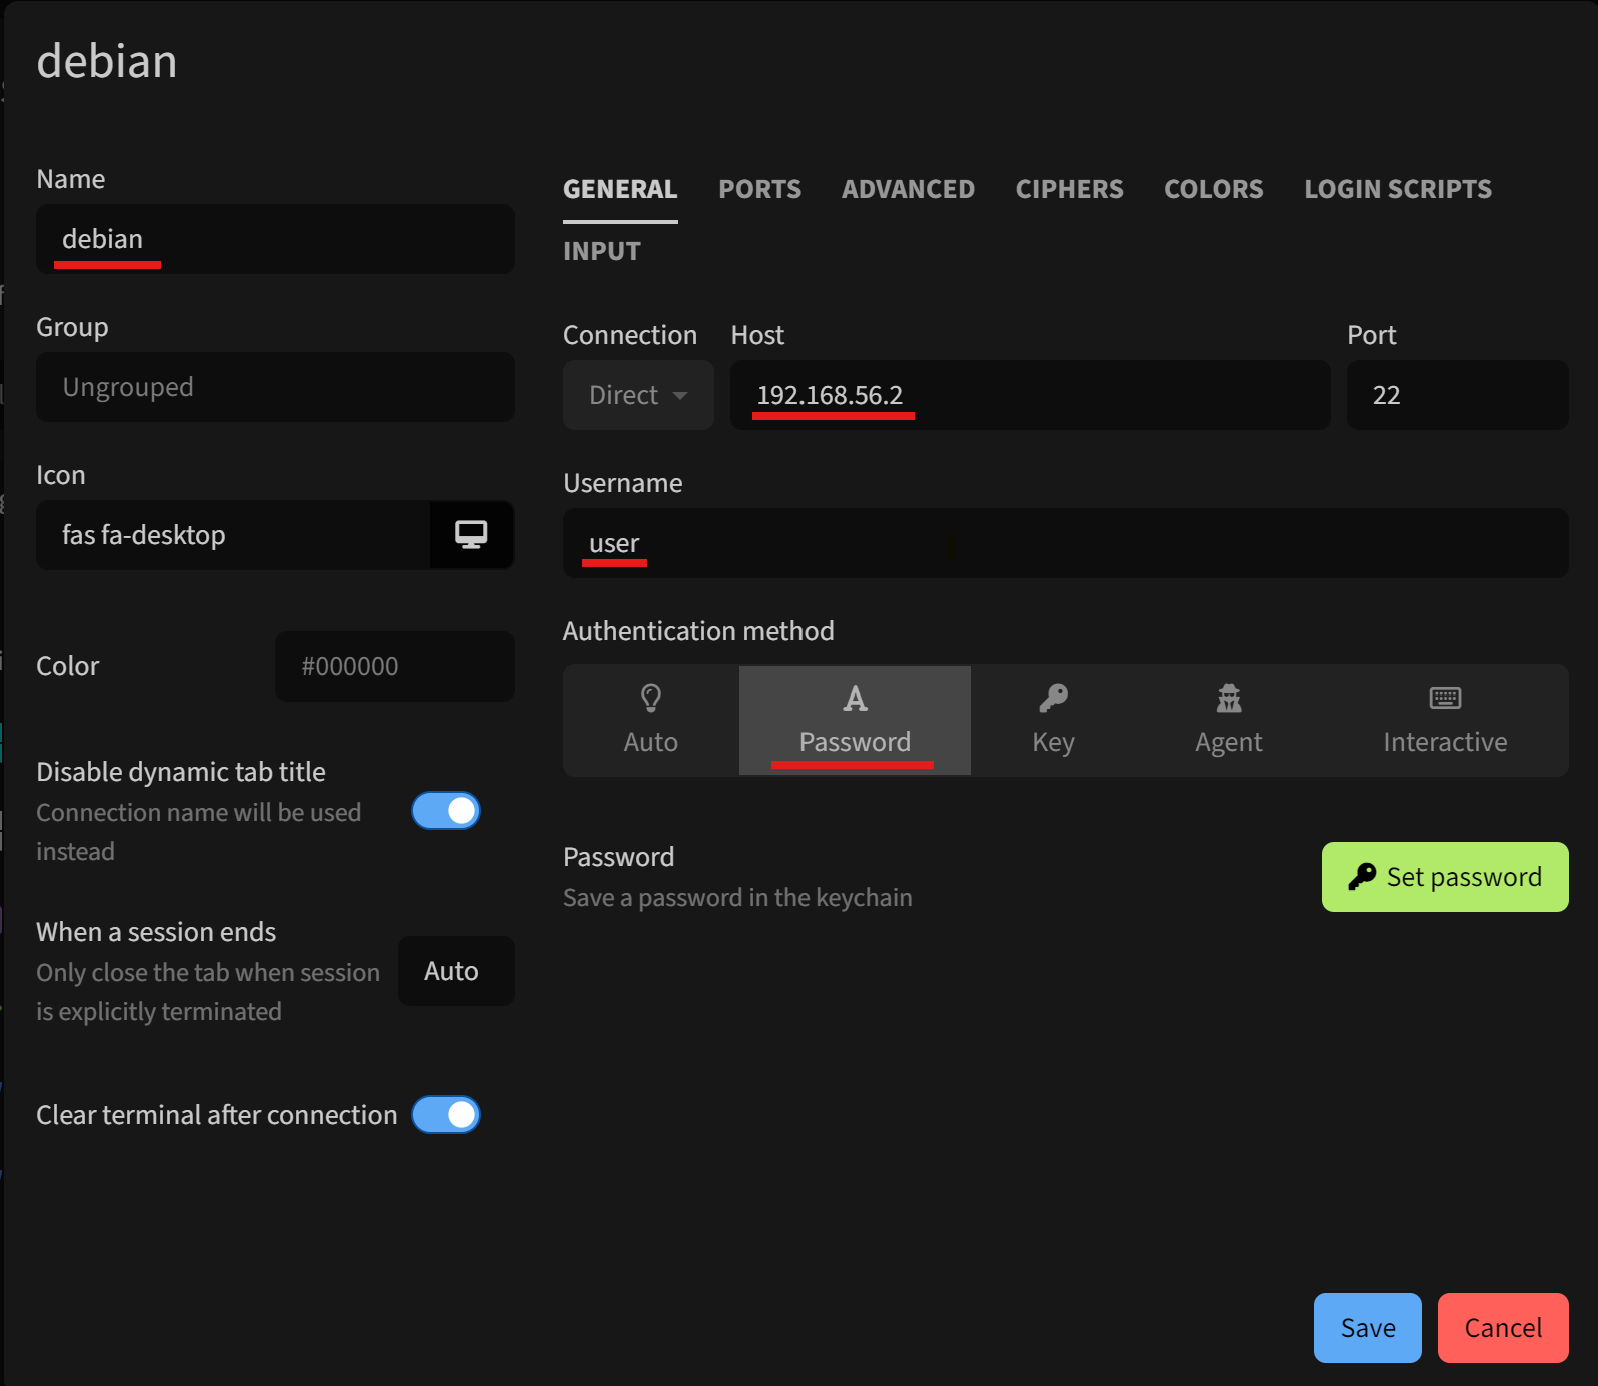 debian
Name
debian
Group
Ungrouped
Icon
fas fa-desktop
Color
#000000
Disable dynamic tab title
Connection name will be used
instead
When a session ends
Only close the tab when session
is explicitly terminated
Auto
Clear terminal after connection
GENERAL PORTS ADVANCED CIPHERS COLORS LOGIN SCRIPTS
INPUT
Connection Host Port
Direct 192.168.56.2 22
Username
user
Authentication method
Auto Password Key Agent Interactive
Password
Save a password in the keychain
Set password
Save Cancel